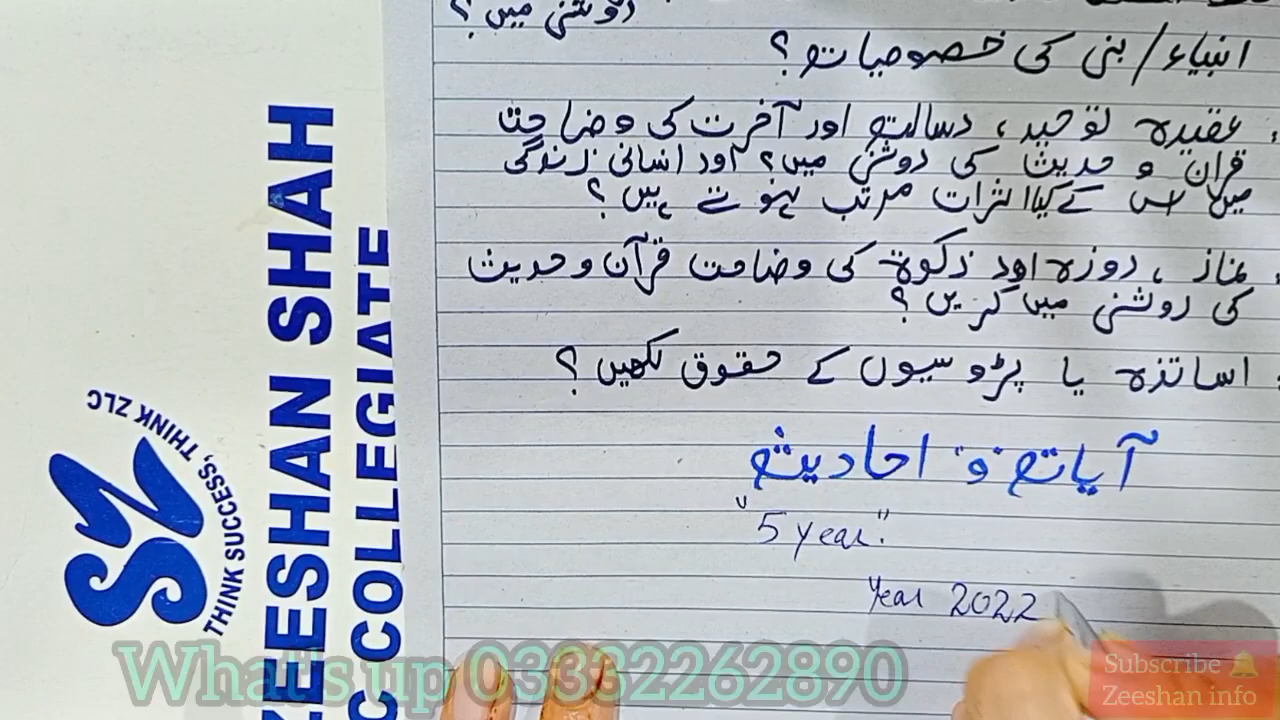 روشنی میں؟
انبیاء/نبی کی خصوصیات؟
عقیدہ توحید، رسالت اور آخرت کی وضاحت
قرآن و حدیث کی روشنی میں؟ اور انسانی زندگی
میں اس کے کیا اثرات مرتب ہوتے ہیں؟
نماز، روزہ اور زکوۃ کی وضاحت قرآن و حدیث
کی روشنی میں کریں؟
اساتذہ یا پڑوسیوں کے حقوق لکھیں؟
آیات و احادیث
"5 year"
Year 2022
SZ
THINK SUCCESS, THINK ZLC
ZEESHAN SHAH
C COLLEGIATE
What's up 03332262890
Subscribe
Zeeshan info